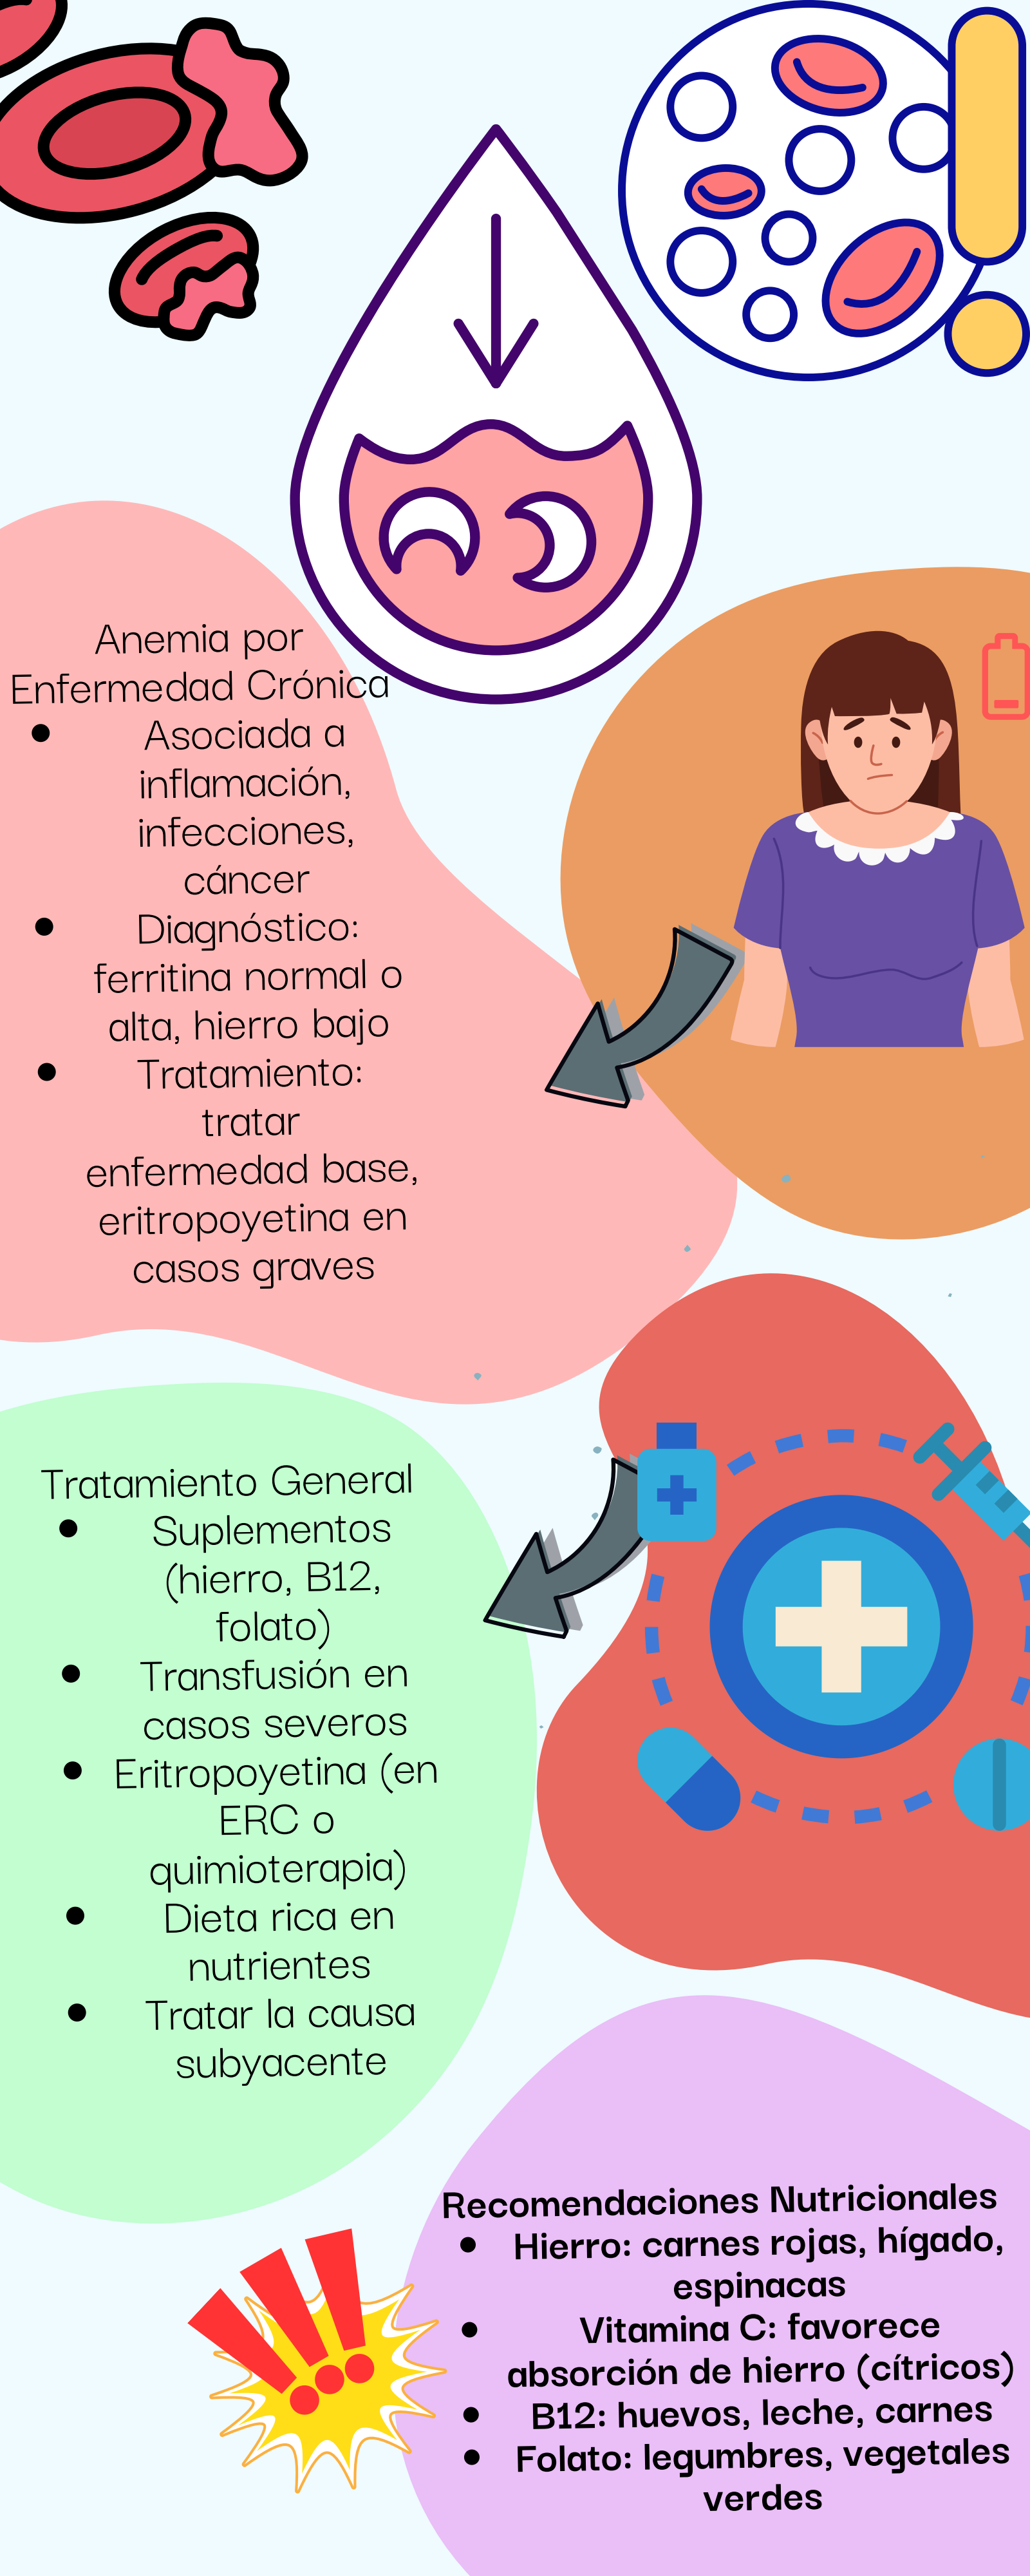 Anemia por
Enfermedad Crónica
• Asociada a
inflamación,
infecciones,
cáncer
• Diagnóstico:
ferritina normal o
alta, hierro bajo
• Tratamiento:
tratar
enfermedad base,
eritropoyetina en
casos graves
Tratamiento General
• Suplementos
(hierro, B12,
folato)
• Transfusión en
casos severos
• Eritropoyetina (en
ERC o
quimioterapia)
• Dieta rica en
nutrientes
• Tratar la causa
subyacente
Recomendaciones Nutricionales
• Hierro: carnes rojas, hígado,
espinacas
• Vitamina C: favorece
absorción de hierro (cítricos)
• B12: huevos, leche, carnes
• Folato: legumbres, vegetales
verdes